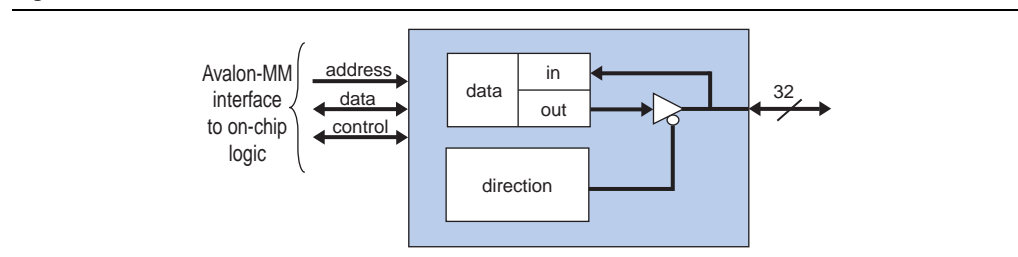 Avalon-MM
interface
to on-chip
logic
address
data
control
data
in
out
direction
32